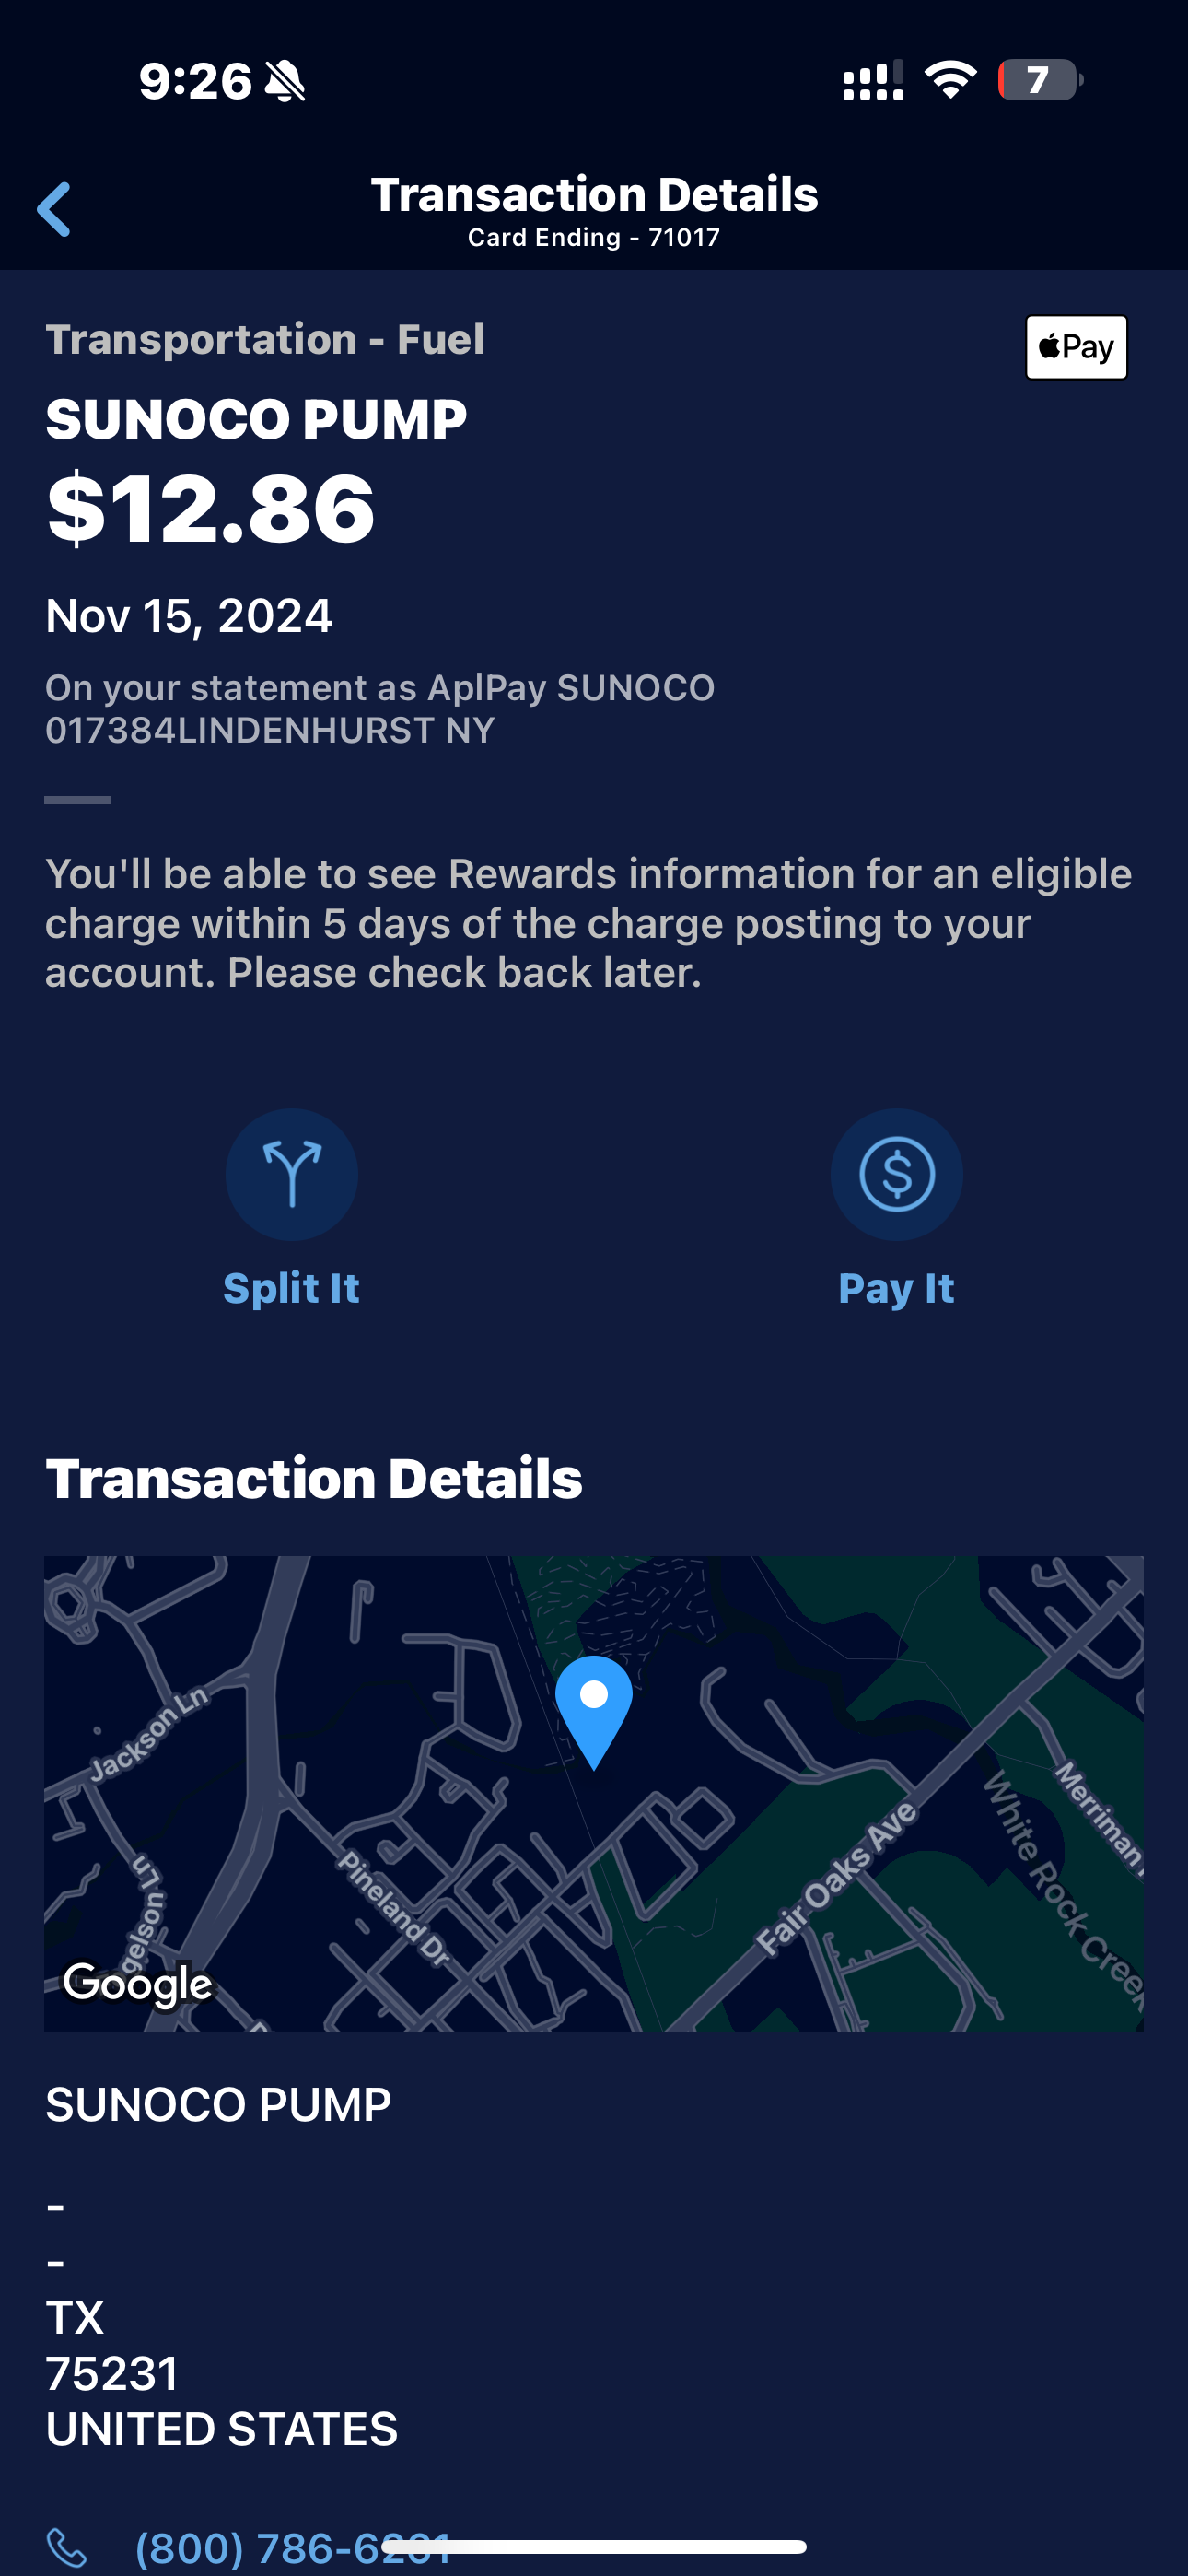 9:26
7
Transaction Details
Card Ending - 71017
Transportation - Fuel
Pay
SUNOCO PUMP
$12.86
Nov 15, 2024
On your statement as AplPay SUNOCO
017384LINDENHURST NY
You'll be able to see Rewards information for an eligible
charge within 5 days of the charge posting to your
account. Please check back later.
Split It
Pay It
Transaction Details
Jackson Ln
gelson Ln
Pineland Dr
Fair Oaks Ave
White Rock Creek
Merriman
Google
SUNOCO PUMP
-
-
TX
75231
UNITED STATES
(800) 786-6261